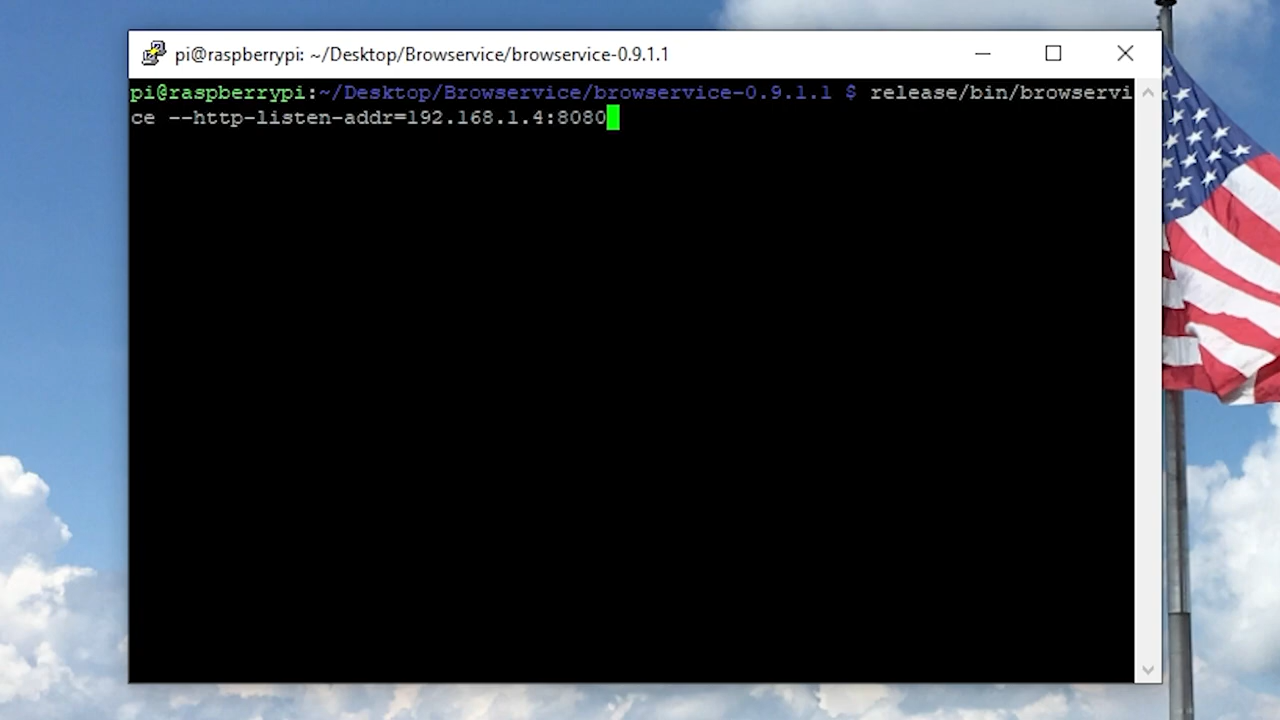 pi@raspberrypi: ~/Desktop/Browservice/browservice-0.9.1.1
pi@raspberrypi:~/Desktop/Browservice/browservice-0.9.1.1 $ release/bin/browservi
ce --http-listen-addr=192.168.1.4:8080